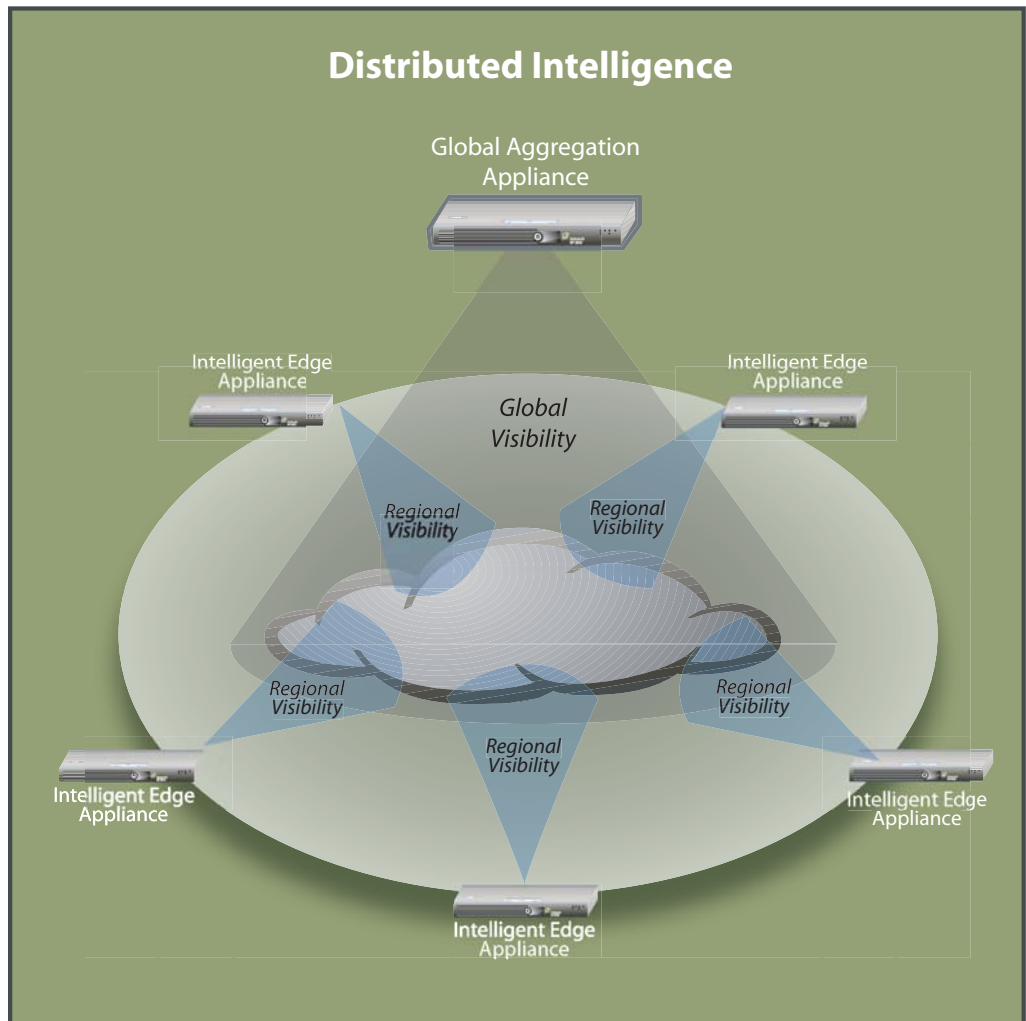 Distributed Intelligence
Global Aggregation
Appliance
Intelligent Edge
Appliance
Intelligent Edge
Appliance
Global
Visibility
Regional
Visibility
Regional
Visibility
Regional
Visibility
Regional
Visibility
Regional
Visibility
Intelligent Edge
Appliance
Intelligent Edge
Appliance
Intelligent Edge
Appliance